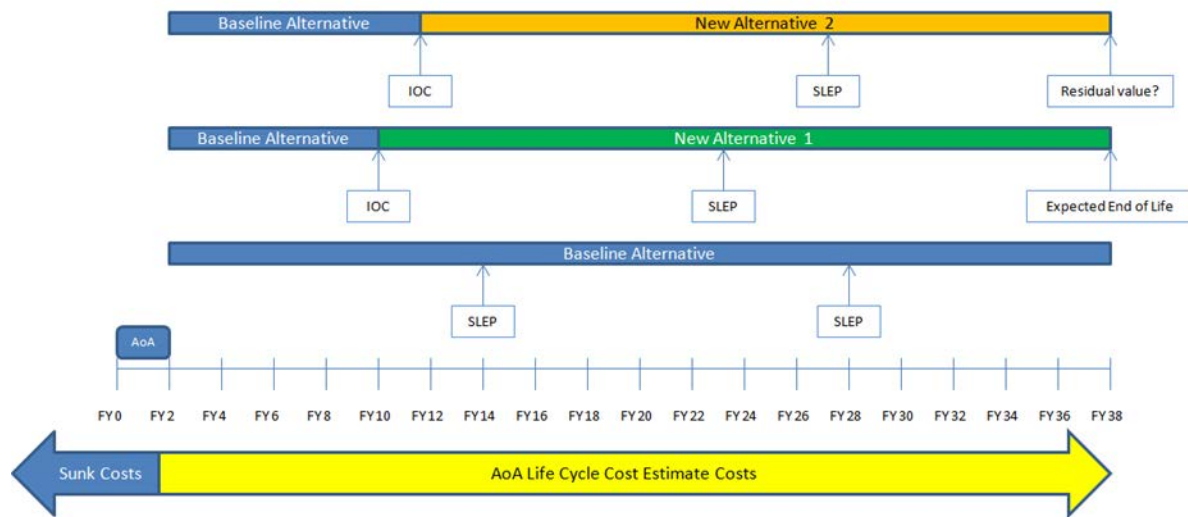 Baseline Alternative New Alternative 2
IOC SLEP Residual value?
Baseline Alternative New Alternative 1
IOC SLEP Expected End of Life
Baseline Alternative
SLEP SLEP
AoA
FY 0 FY 2 FY 4 FY 6 FY 8 FY 10 FY 12 FY 14 FY 16 FY 18 FY 20 FY 22 FY 24 FY 26 FY 28 FY 30 FY 32 FY 34 FY 36 FY 38
Sunk Costs AoA Life Cycle Cost Estimate Costs